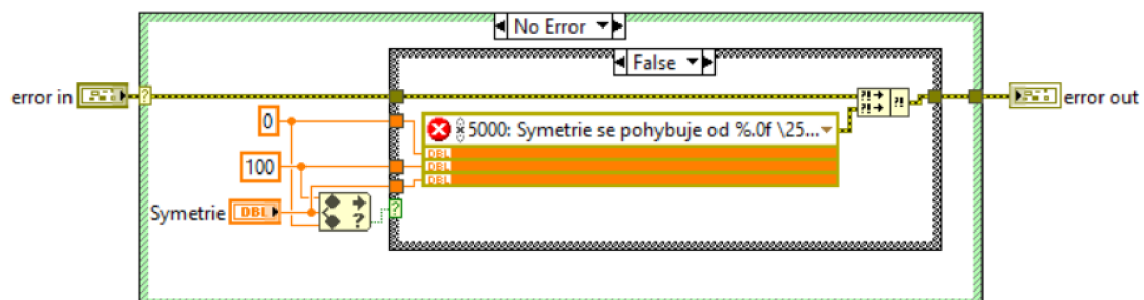 No Error
False
error in
error out
0
5000: Symetrie se pohybuje od %.0f \25...
DBL
100
DBL
DBL
Symetrie DBL